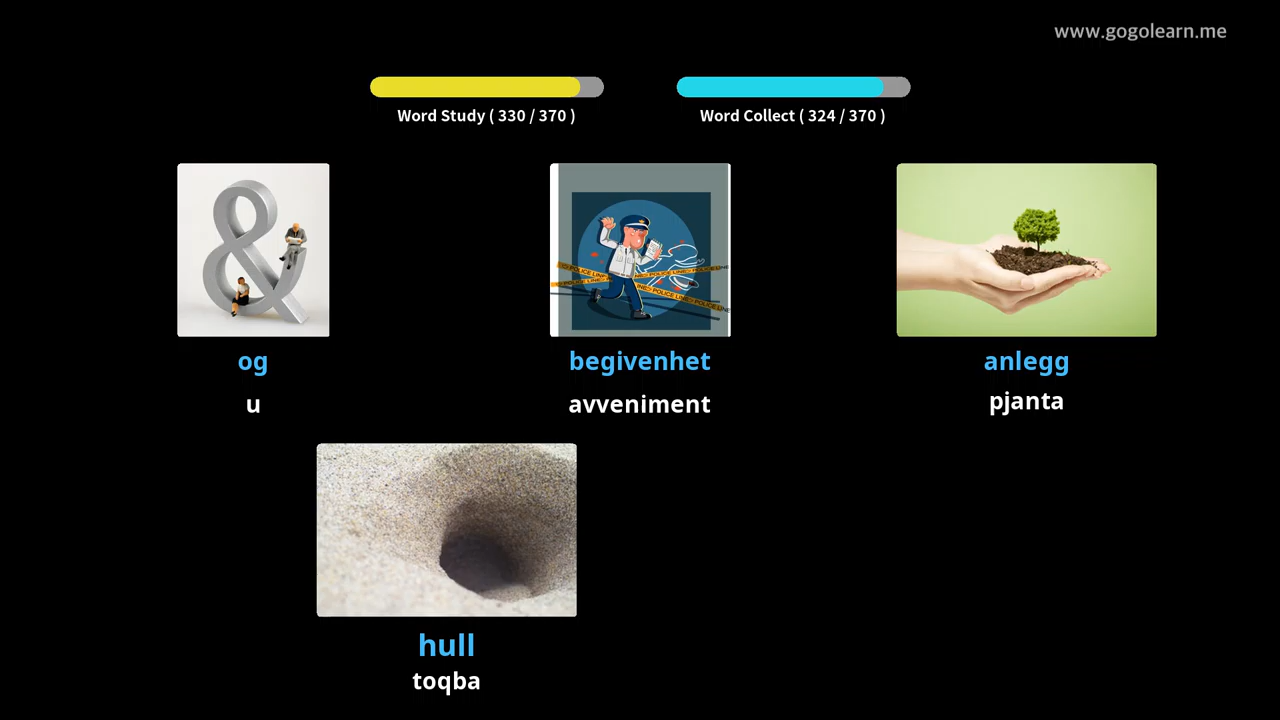 www.gogolearn.me
Word Study ( 330 / 370 )
Word Collect ( 324 / 370 )
og
u
begivenhet
avveniment
anlegg
pjanta
hull
toqba